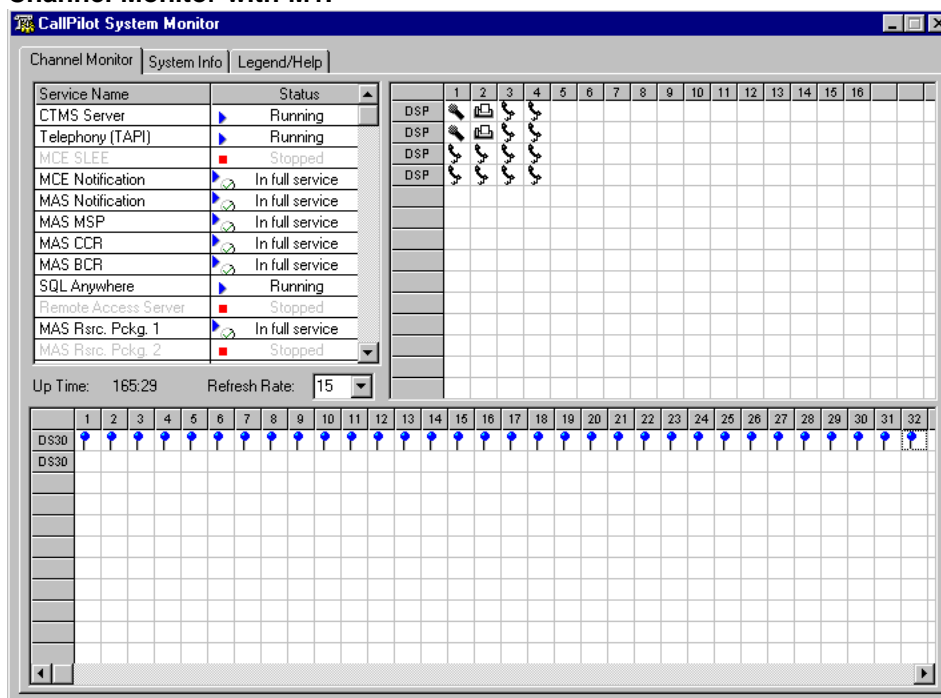 Channel Monitor with MTP
CallPilot System Monitor
Channel Monitor System Info Legend/Help
Service Name Status
CTMS Server Running
Telephony (TAPI) Running
MCE SLEE Stopped
MCE Notification In full service
MAS Notification In full service
MAS MSP In full service
MAS CCR In full service
MAS BCR In full service
SQL Anywhere Running
Remote Access Server Stopped
MAS Rsrc. Pckg. 1 In full service
MAS Rsrc. Pckg. 2 Stopped
Up Time: 165:29 Refresh Rate: 15
1 2 3 4 5 6 7 8 9 10 11 12 13 14 15 16
DSP
DSP
DSP
DSP
1 2 3 4 5 6 7 8 9 10 11 12 13 14 15 16 17 18 19 20 21 22 23 24 25 26 27 28 29 30 31 32
DS30
DS30